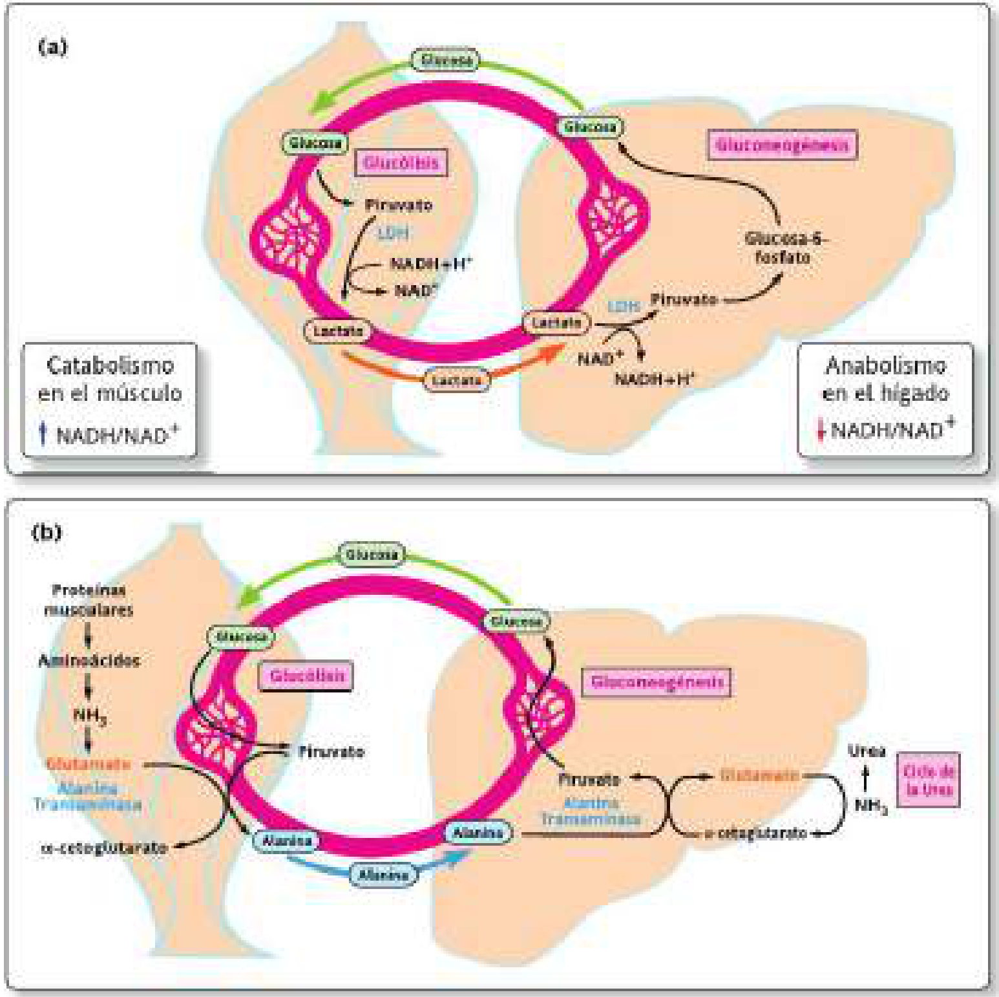 (a)
Glucosa
Glucosa
Glucosa
Glucólisis
Gluconeogénesis
Piruvato
LDH
NADH+H⁺
NAD⁺
Glucosa-6-
fosfato
LDH
Piruvato
Lactato
Lactato
NAD⁺
NADH+H⁺
Lactato
Catabolismo
en el músculo
↑ NADH/NAD⁺
Anabolismo
en el hígado
↓ NADH/NAD⁺
(b)
Glucosa
Proteínas
musculares
Glucosa
Glucosa
Aminoácidos
Glucólisis
Gluconeogénesis
NH₃
Piruvato
Glutamato
Alanina
Transaminasa
α-cetoglutarato
Alanina
Alanina
Alanina
Piruvato
Alanina
Transaminasa
Glutamato
α-cetaglutarato
Urea
NH₃
Ciclo de
la Urea